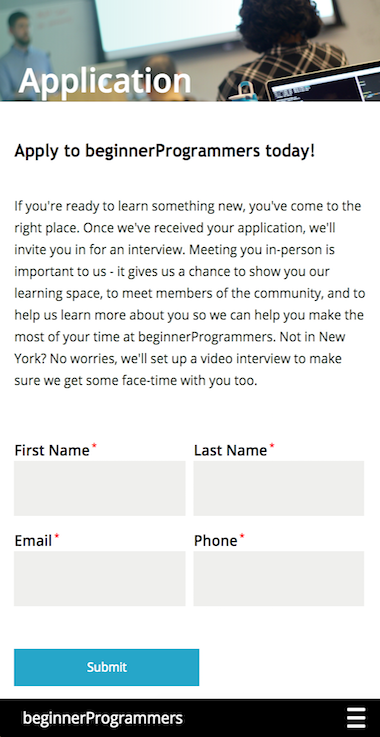 Application
Apply to beginnerProgrammers today!
If you're ready to learn something new, you've come to the
right place. Once we've received your application, we'll
invite you in for an interview. Meeting you in-person is
important to us - it gives us a chance to show you our
learning space, to meet members of the community, and to
help us learn more about you so we can help you make the
most of your time at beginnerProgrammers. Not in New
York? No worries, we'll set up a video interview to make
sure we get some face-time with you too.
First Name* Last Name*
Email* Phone*
Submit
beginnerProgrammers